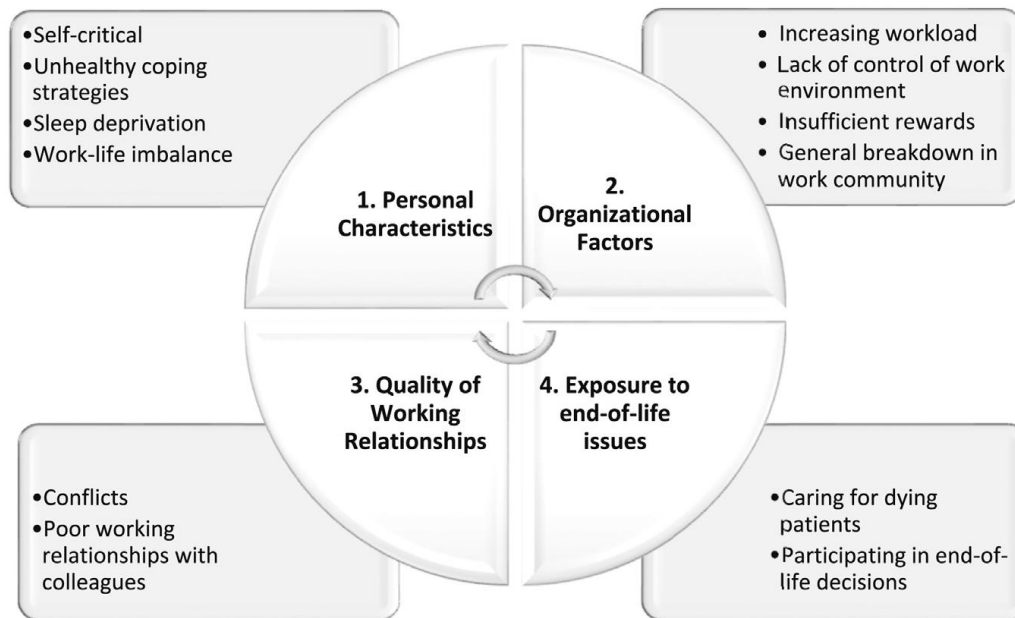 •Self-critical
•Unhealthy coping
strategies
•Sleep deprivation
•Work-life imbalance
• Increasing workload
• Lack of control of work
environment
• Insufficient rewards
• General breakdown in
work community
1. Personal
Characteristics
2.
Organizational
Factors
3. Quality of
Working
Relationships
4. Exposure to
end-of-life
issues
•Conflicts
•Poor working
relationships with
colleagues
•Caring for dying
patients
•Participating in end-of-
life decisions